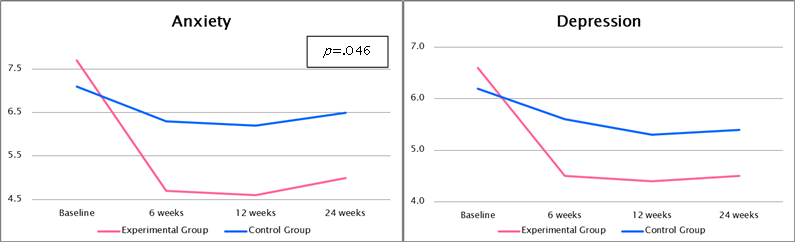 Anxiety
p=.046
7.5
6.5
5.5
4.5
Baseline 6 weeks 12 weeks 24 weeks
Experimental Group Control Group
Depression
7.0
6.0
5.0
4.0
Baseline 6 weeks 12 weeks 24 weeks
Experimental Group Control Group